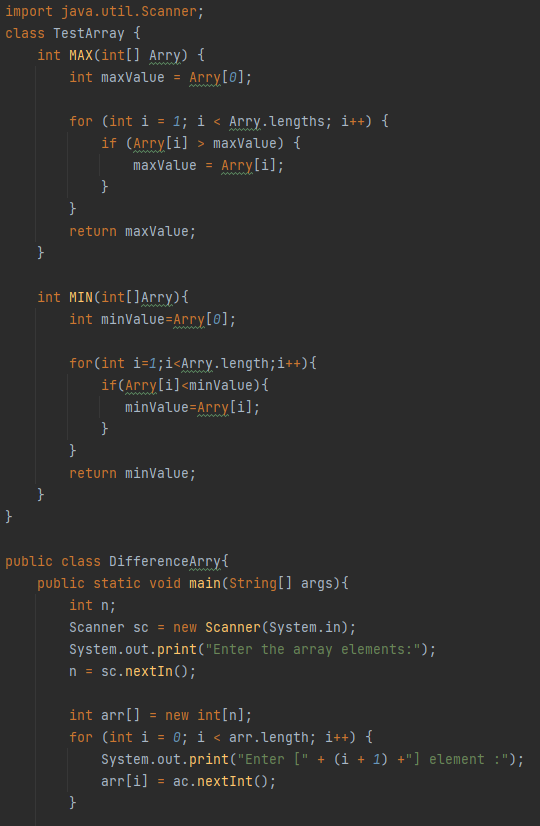 import java.util.Scanner;
class TestArray {
    int MAX(int[] Arry) {
        int maxValue = Arry[0];

        for (int i = 1; i < Arry.lengths; i++) {
            if (Arry[i] > maxValue) {
                maxValue = Arry[i];
            }
        }
        return maxValue;
    }

    int MIN(int[]Arry){
        int minValue=Arry[0];

        for(int i=1;i<Arry.length;i++){
            if(Arry[i]<minValue){
               minValue=Arry[i];
            }
        }
        return minValue;
    }
}

public class DifferenceArry{
    public static void main(String[] args){
        int n;
        Scanner sc = new Scanner(System.in);
        System.out.print("Enter the array elements:");
        n = sc.nextIn();

        int arr[] = new int[n];
        for (int i = 0; i < arr.length; i++) {
            System.out.print("Enter [" + (i + 1) +"] element :");
            arr[i] = ac.nextInt();
        }